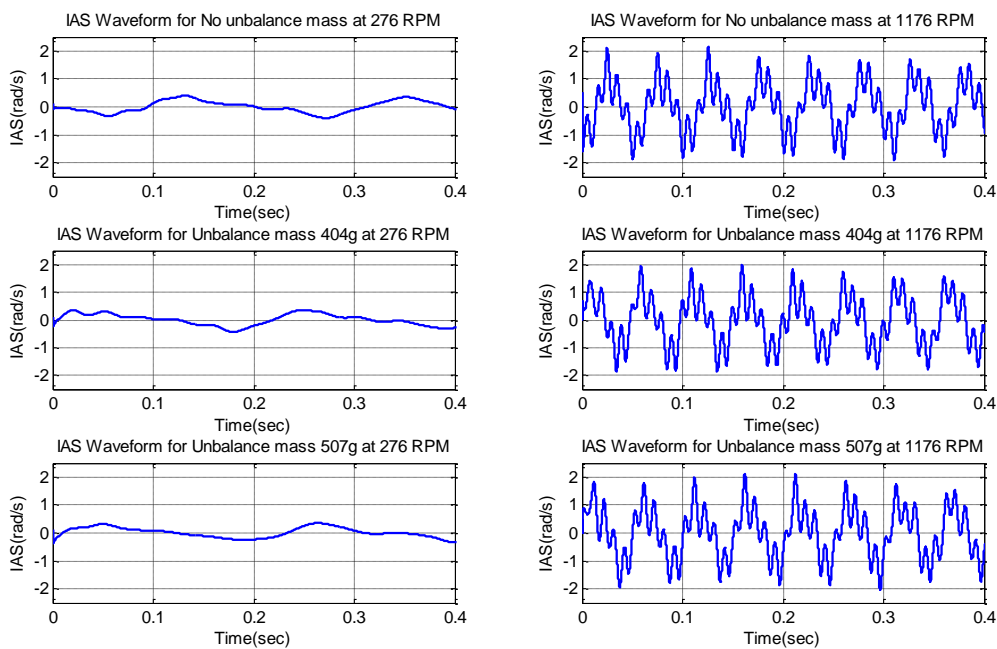 IAS Waveform for No unbalance mass at 276 RPM
2
1
0
-1
-2
IAS(rad/s)
0 0.1 0.2 0.3 0.4
Time(sec)
IAS Waveform for No unbalance mass at 1176 RPM
2
1
0
-1
-2
IAS(rad/s)
0 0.1 0.2 0.3 0.4
Time(sec)
IAS Waveform for Unbalance mass 404g at 276 RPM
2
1
0
-1
-2
IAS(rad/s)
0 0.1 0.2 0.3 0.4
Time(sec)
IAS Waveform for Unbalance mass 404g at 1176 RPM
2
1
0
-1
-2
IAS(rad/s)
0 0.1 0.2 0.3 0.4
Time(sec)
IAS Waveform for Unbalance mass 507g at 276 RPM
2
1
0
-1
-2
IAS(rad/s)
0 0.1 0.2 0.3 0.4
Time(sec)
IAS Waveform for Unbalance mass 507g at 1176 RPM
2
1
0
-1
-2
IAS(rad/s)
0 0.1 0.2 0.3 0.4
Time(sec)